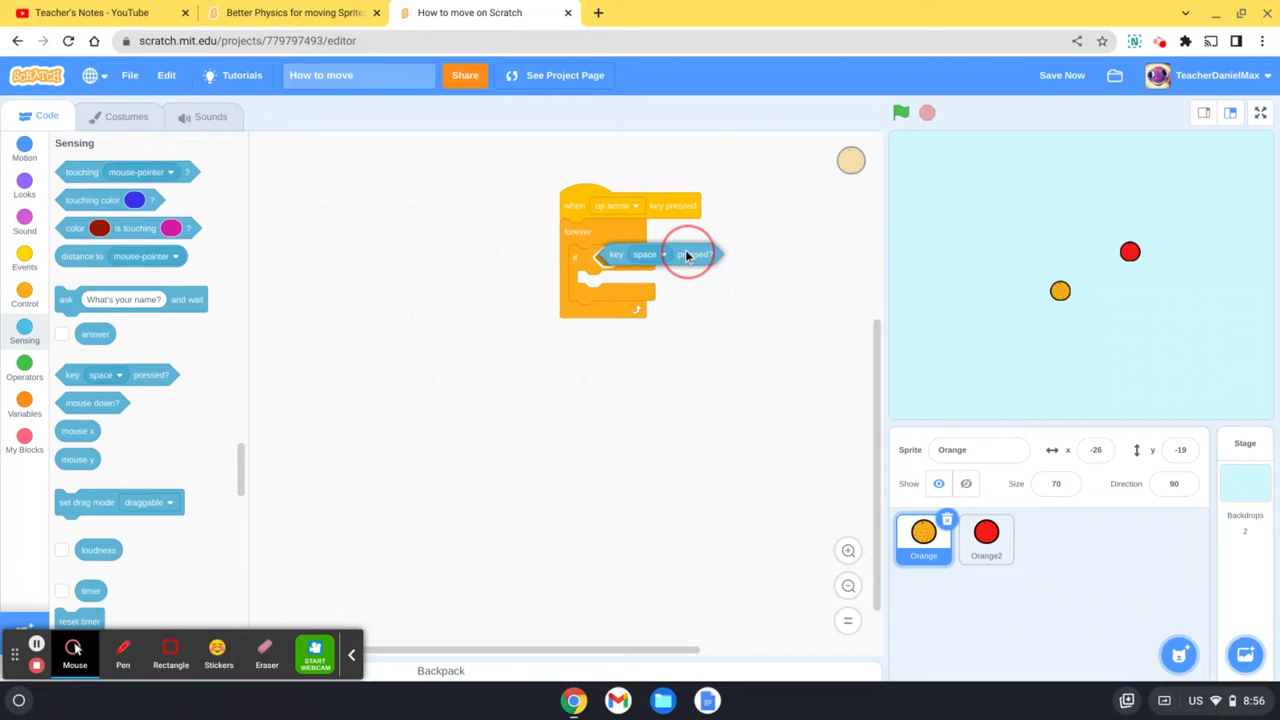 Teacher's Notes - YouTube
Better Physics for moving Sprite
How to move on Scratch
scratch.mit.edu/projects/779797493/editor
SCRATCH
File
Edit
Tutorials
How to move
Share
See Project Page
Save Now
TeacherDanielMax
Code
Costumes
Sounds
Motion
Looks
Sound
Events
Control
Sensing
Operators
Variables
My Blocks
Sensing
touching mouse-pointer ?
touching color ?
color is touching ?
distance to mouse-pointer
ask What's your name? and wait
answer
key space pressed?
mouse down?
mouse x
mouse y
set drag mode draggable
loudness
timer
reset timer
when up arrow key pressed
forever
if
key space pressed?
Sprite Orange x -26 y -19
Show Size 70 Direction 90
Orange
Orange2
Stage
Backdrops
2
Mouse
Pen
Rectangle
Stickers
Eraser
START
WEBCAM
Backpack
US 8:56